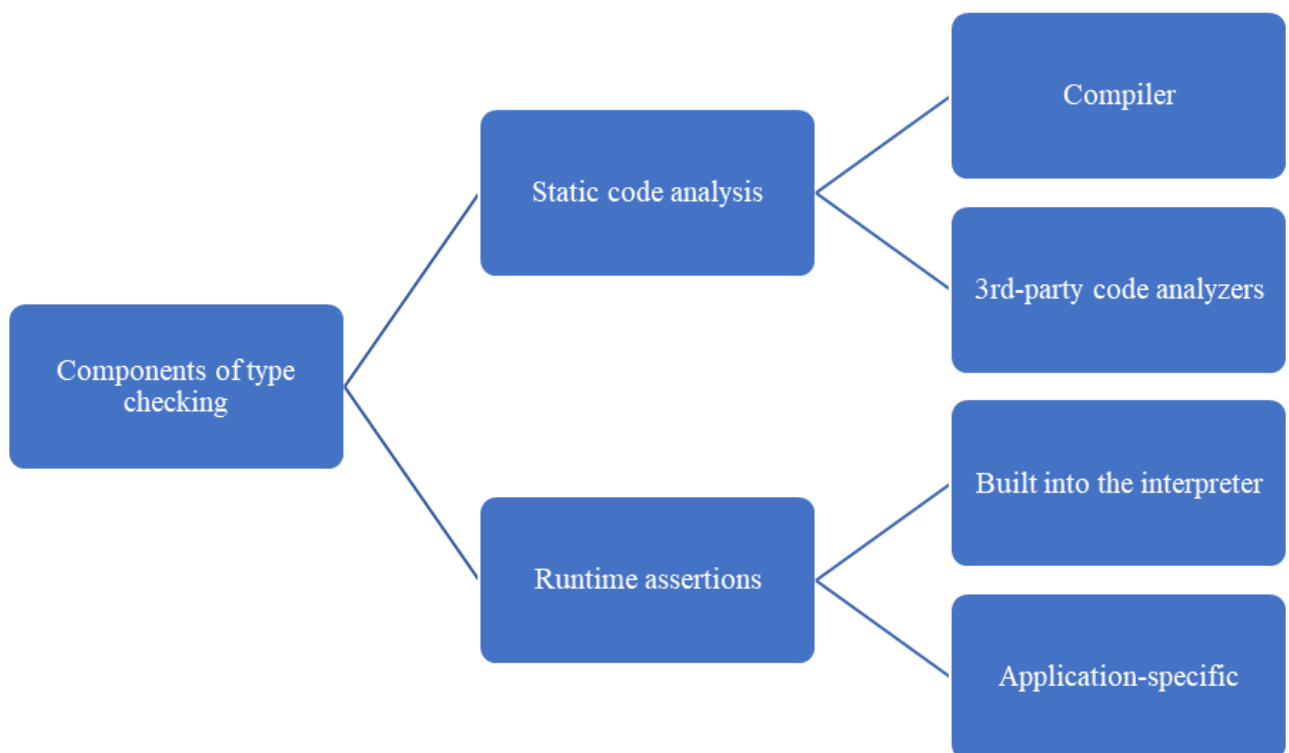 Components of type
checking
Static code analysis
Compiler
3rd-party code analyzers
Runtime assertions
Built into the interpreter
Application-specific